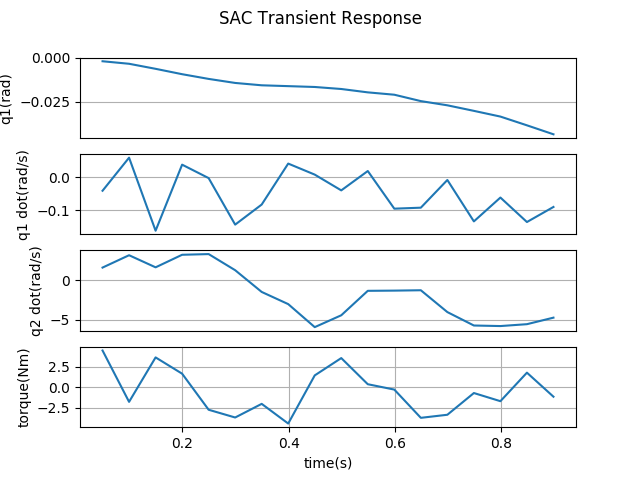 SAC Transient Response
0.000
−0.025
q1(rad)
0.0
−0.1
q1 dot(rad/s)
0
−5
q2 dot(rad/s)
2.5
0.0
−2.5
torque(Nm)
0.2 0.4 0.6 0.8
time(s)